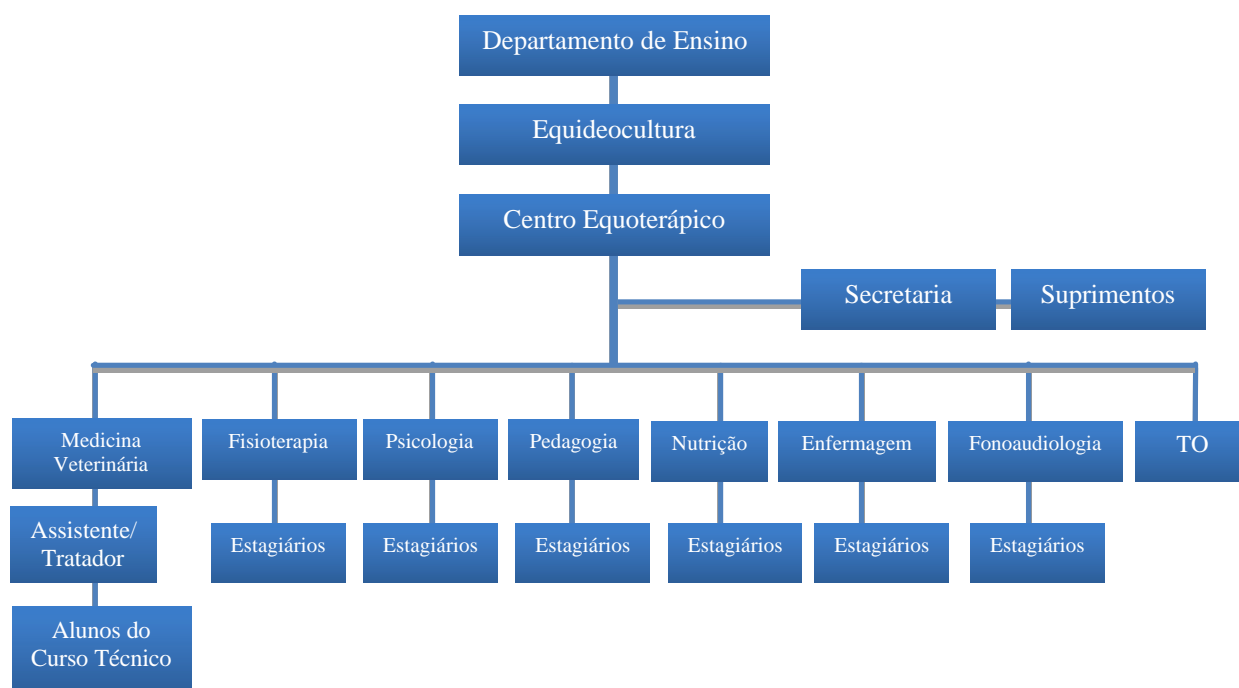 Departamento de Ensino
Equideocultura
Centro Equoterápico
Secretaria
Suprimentos
Medicina
Veterinária
Fisioterapia
Psicologia
Pedagogia
Nutrição
Enfermagem
Fonoaudiologia
TO
Assistente/
Tratador
Estagiários
Estagiários
Estagiários
Estagiários
Estagiários
Estagiários
Alunos do
Curso Técnico